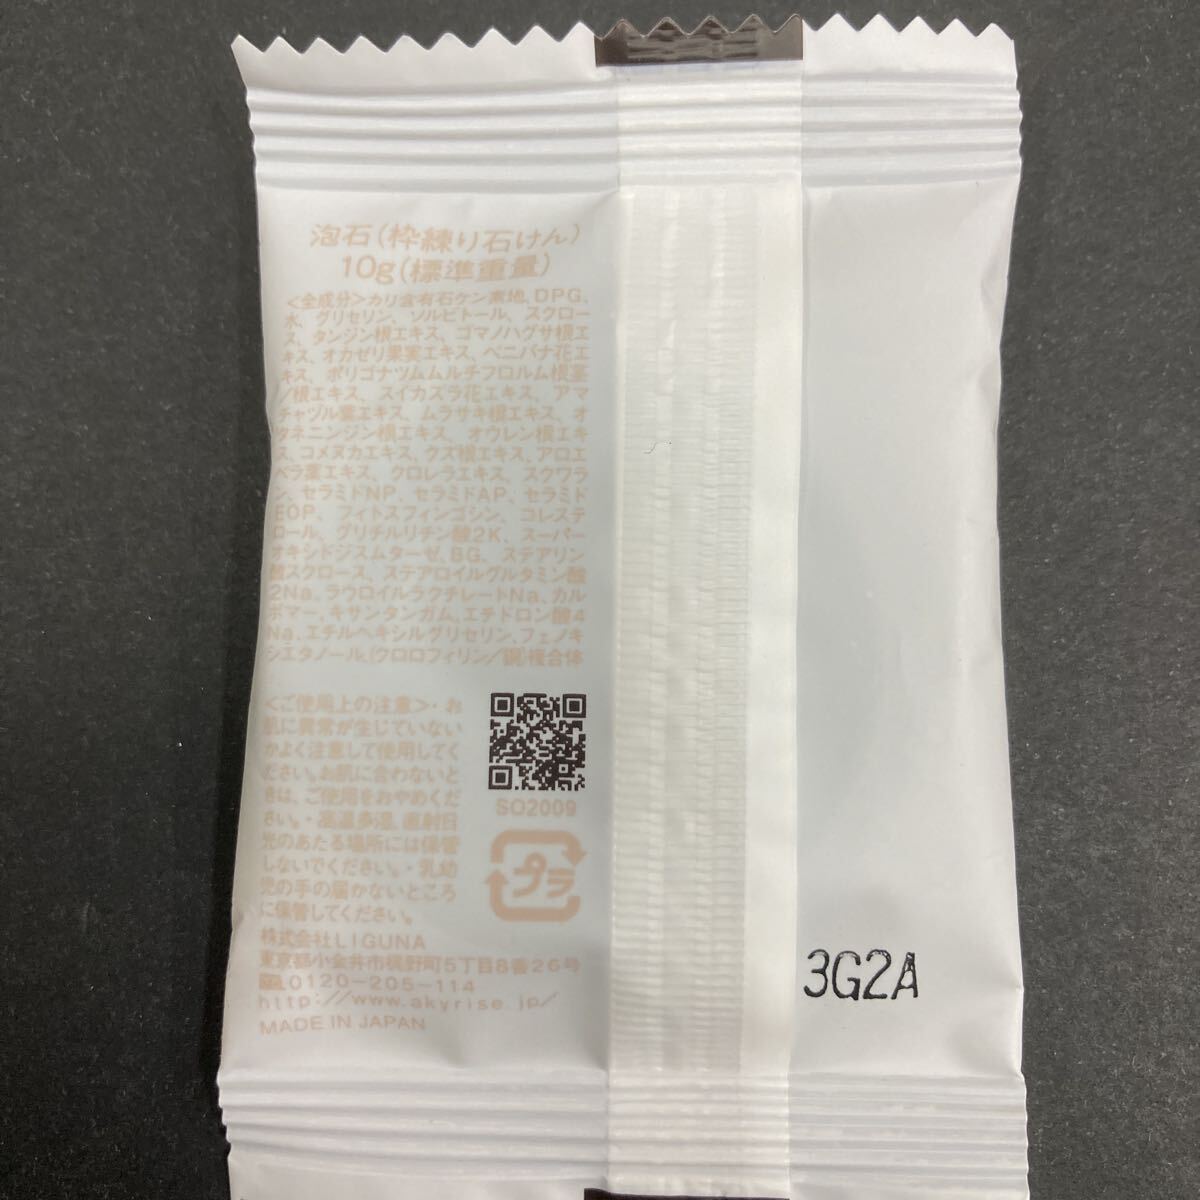 泡石(枠練り石けん)
10g(標準重量)
<全成分>カリ含有石ケン素地、DPG、
水、グリセリン、ソルビトール、スクロー
ス、タンジン根エキス、ゴマノハグサ根エ
キス、オカゼリ果実エキス、ベニバナ花エ
キス、ポリゴナツムムルチフロルム根茎
/根エキス、スイカズラ花エキス、アマ
チャヅル葉エキス、ムラサキ根エキス、オ
タネニンジン根エキス、オウレン根エキ
ス、コメヌカエキス、クズ根エキス、アロエ
ベラ葉エキス、クロレラエキス、スクワラ
ン、セラミドNP、セラミドAP、セラミド
EOP、フィトスフィンゴシン、コレステ
ロール、グリチルリチン酸2K、スーパー
オキシドジスムターゼ、BG、ステアリン
酸スクロース、ステアロイルグルタミン酸
2Na、ラウロイルラクチレートNa、カル
ボマー、キサンタンガム、エチドロン酸4
Na、エチルヘキシルグリセリン、フェノキ
シエタノール、(クロロフィリン/銅)複合体
<ご使用上の注意>・お
肌に異常が生じていない
かよく注意して使用してく
ださい。お肌に合わないと
きは、ご使用をおやめくだ
さい。・高温多湿、直射日
光のあたる場所には保管
しないでください。・乳幼
児の手の届かないところ
に保管してください。
SO2009
プラ
株式会社LIGUNA
東京都小金井市梶野町5丁目8番26号
0120-205-114
http://www.akyrise.jp/
MADE IN JAPAN
3G2A